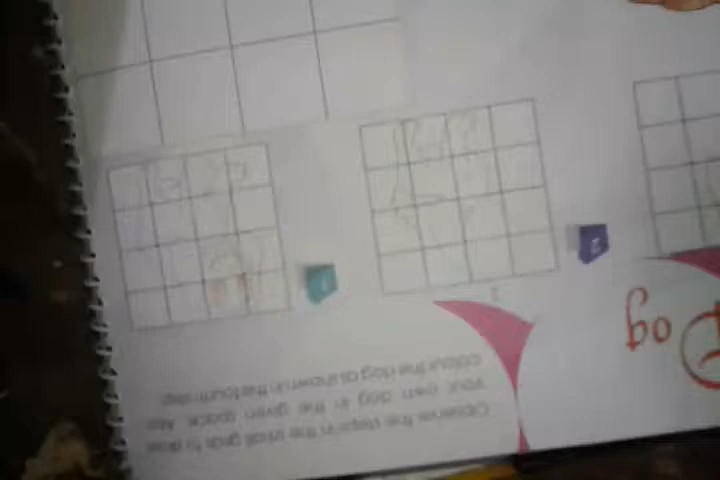 Dog
Observe the steps in the small grids to draw
your own dog in the given space. Also
colour the dog as shown in the fourth step.